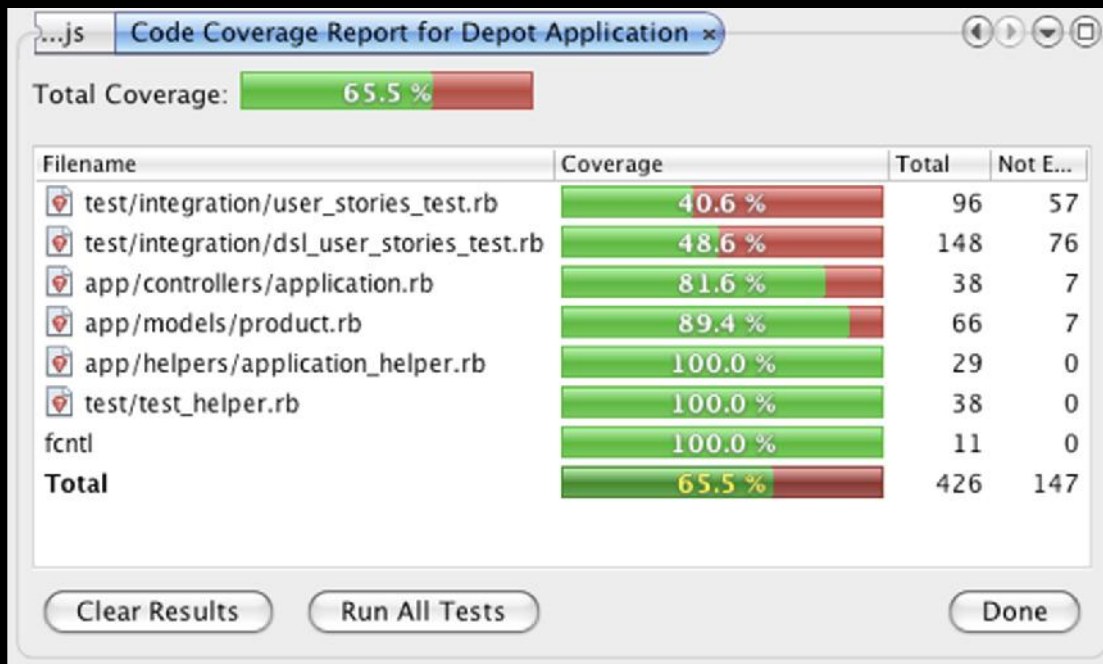 ...js Code Coverage Report for Depot Application ×
Total Coverage: 65.5 %
Filename Coverage Total Not E...
test/integration/user_stories_test.rb 40.6 % 96 57
test/integration/dsl_user_stories_test.rb 48.6 % 148 76
app/controllers/application.rb 81.6 % 38 7
app/models/product.rb 89.4 % 66 7
app/helpers/application_helper.rb 100.0 % 29 0
test/test_helper.rb 100.0 % 38 0
fcntl 100.0 % 11 0
Total 65.5 % 426 147
Clear Results Run All Tests Done